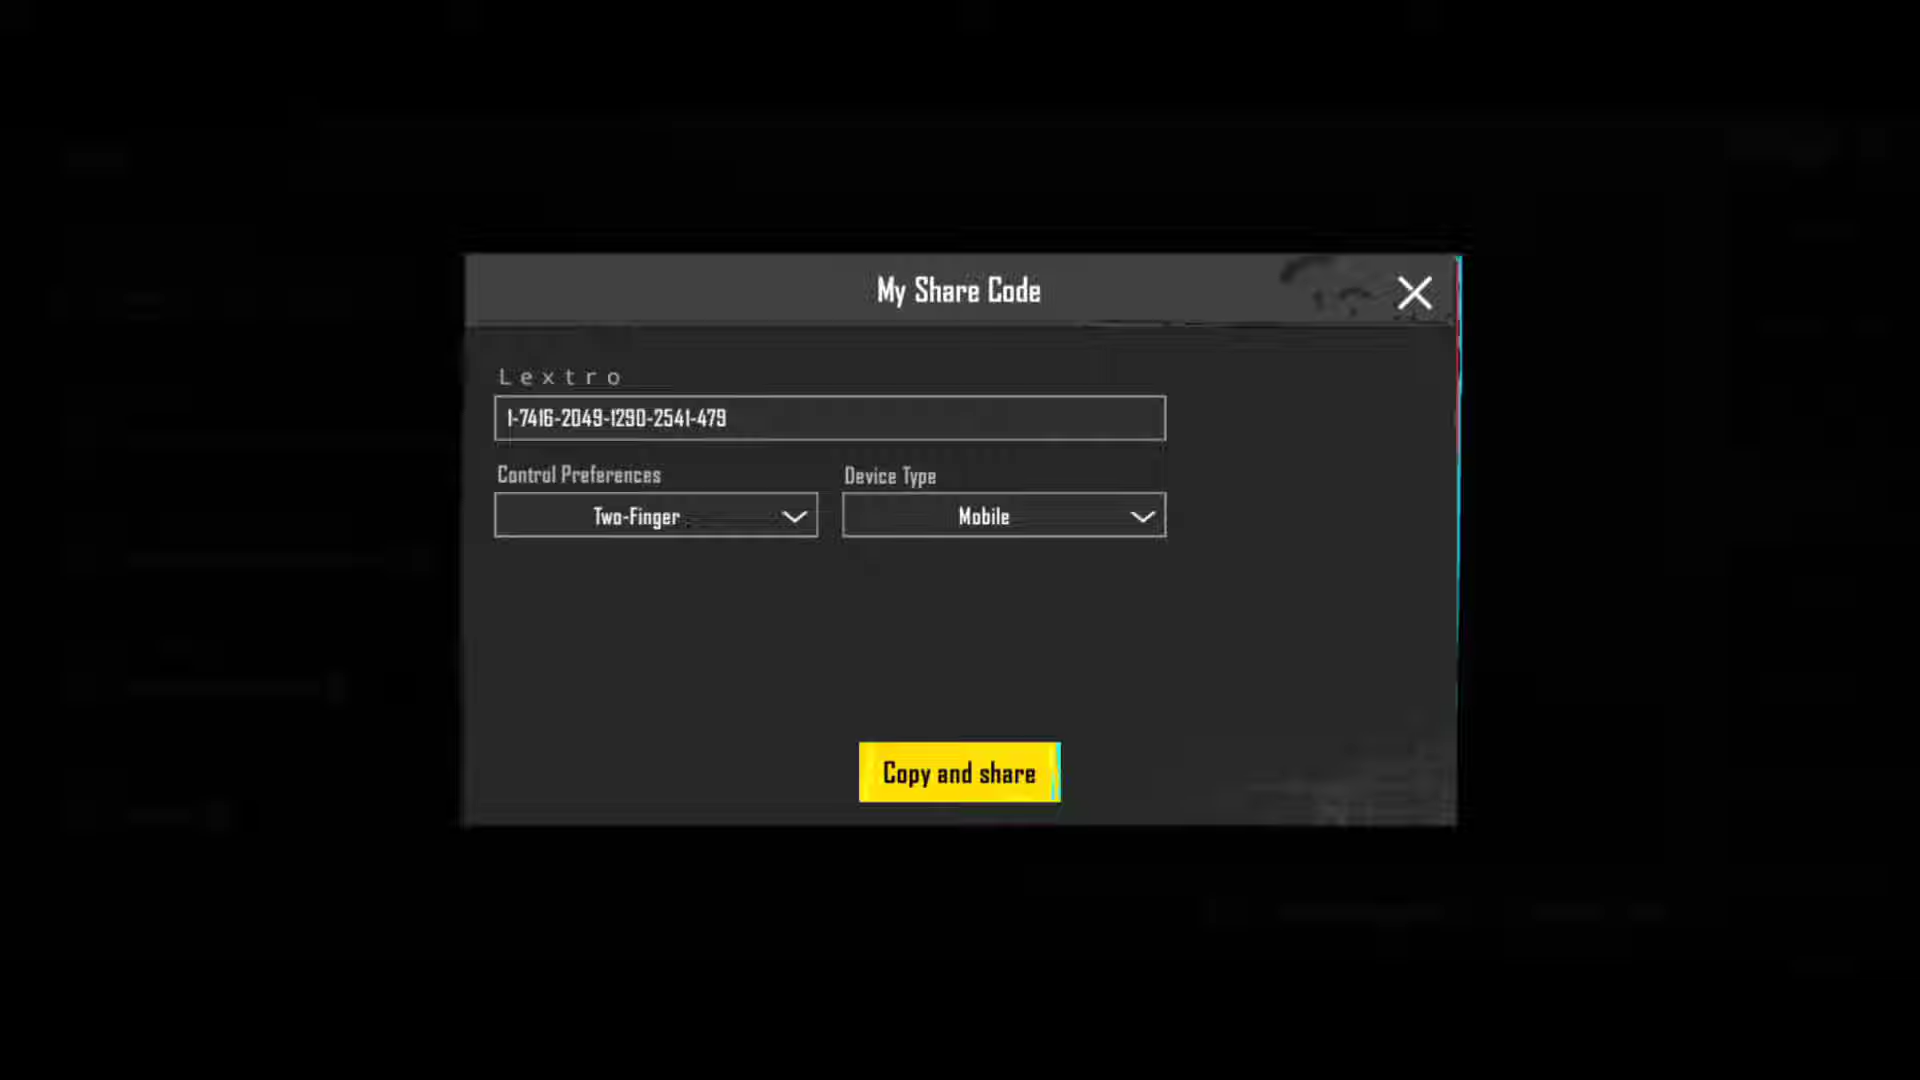 My Share Code
Lextro
1-7416-2049-1290-2541-479
Control Preferences
Device Type
Two-Finger
Mobile
Copy and share